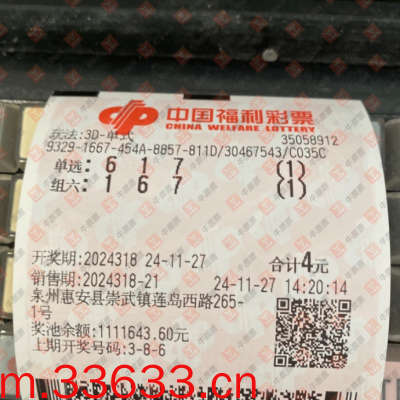 中国福利彩票
CHINA WELFARE LOTTERY
玩法:3D-单式 35058912
9329-1667-454A-8857-811D/30467543/C035C
单选: 6 1 7 {1}
组六: 1 6 7 {1}
开奖期:2024318 24-11-27 合计4元
销售期:2024318-21 24-11-27 14:20:14
泉州惠安县崇武镇莲岛西路265-
1号
奖池余额:1111643.60元
上期开奖号码:3-8-6
m.33633.cn